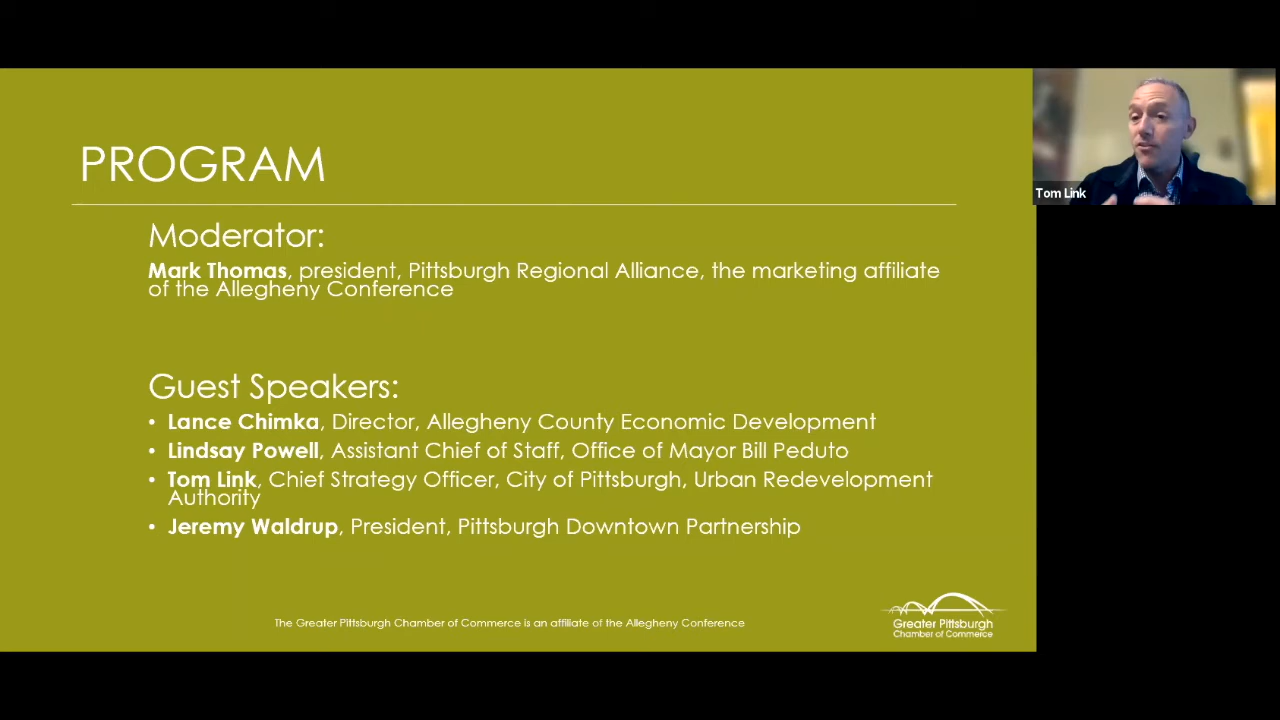 PROGRAM
Tom Link
Moderator:
Mark Thomas, president, Pittsburgh Regional Alliance, the marketing affiliate
of the Allegheny Conference
Guest Speakers:
• Lance Chimka, Director, Allegheny County Economic Development
• Lindsay Powell, Assistant Chief of Staff, Office of Mayor Bill Peduto
• Tom Link, Chief Strategy Officer, City of Pittsburgh, Urban Redevelopment
Authority
• Jeremy Waldrup, President, Pittsburgh Downtown Partnership
The Greater Pittsburgh Chamber of Commerce is an affiliate of the Allegheny Conference
Greater Pittsburgh
Chamber of Commerce